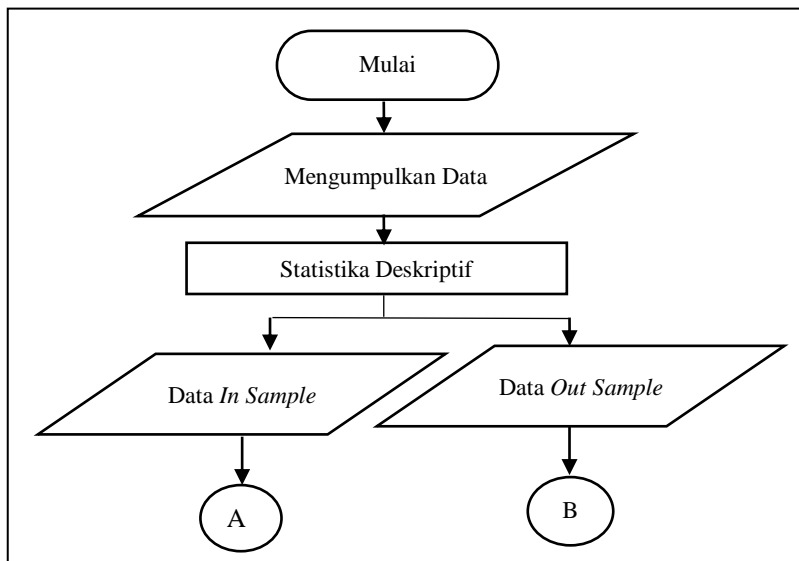 Mulai
Mengumpulkan Data
Statistika Deskriptif
Data In Sample
Data Out Sample
A
B